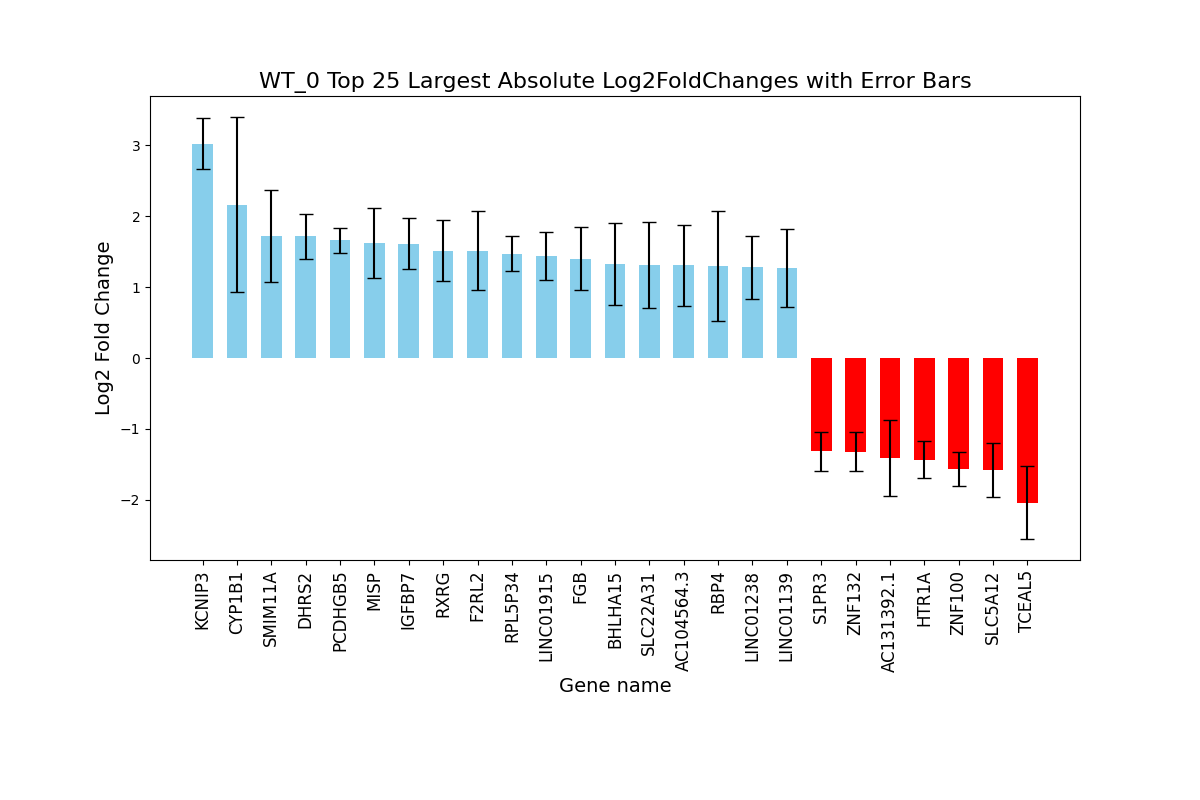 WT_0 Top 25 Largest Absolute Log2FoldChanges with Error Bars
Log2 Fold Change
3
2
1
0
−1
−2
KCNIP3
CYP1B1
SMIM11A
DHRS2
PCDHGB5
MISP
IGFBP7
RXRG
F2RL2
RPL5P34
LINC01915
FGB
BHLHA15
SLC22A31
AC104564.3
RBP4
LINC01238
LINC01139
S1PR3
ZNF132
AC131392.1
HTR1A
ZNF100
SLC5A12
TCEAL5
Gene name